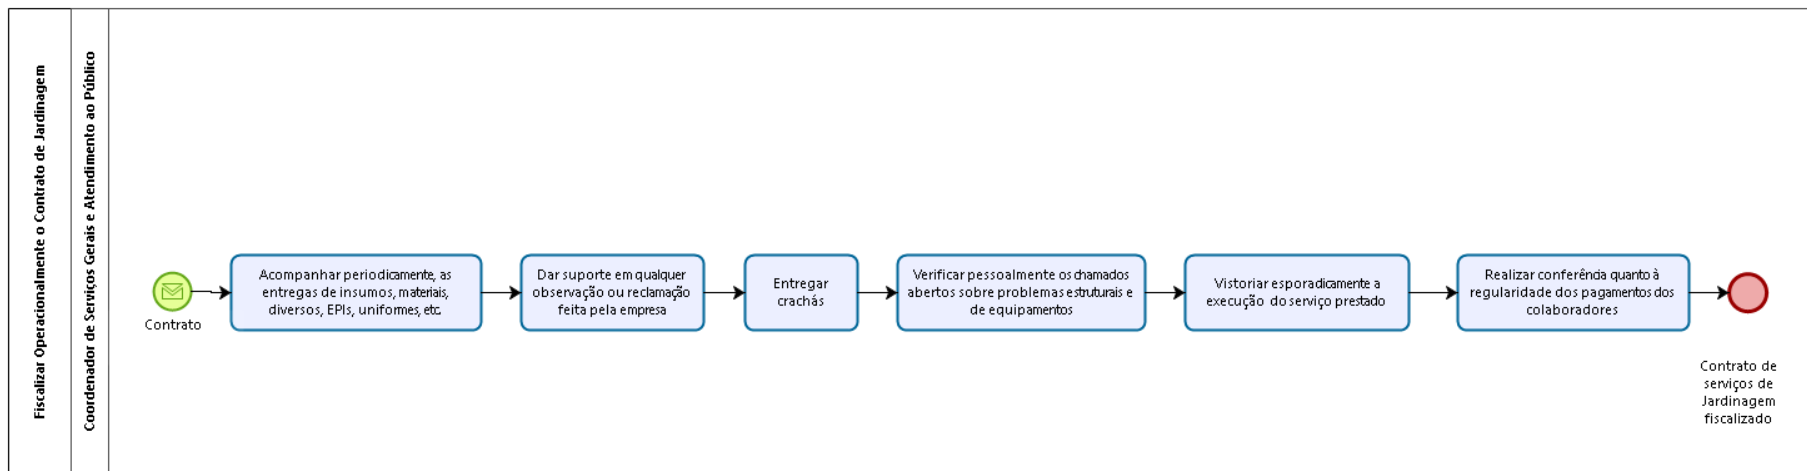 Fiscalizar Operacionalmente o Contrato de Jardinagem
Coordenador de Serviços Gerais e Atendimento ao Público
Contrato
Acompanhar periodicamente, as
entregas de insumos, materiais,
diversos, EPIs, uniformes, etc.
Dar suporte em qualquer
observação ou reclamação
feita pela empresa
Entregar
crachás
Verificar pessoalmente os chamados
abertos sobre problemas estruturais e
de equipamentos
Vistoriar esporadicamente a
execução do serviço prestado
Realizar conferência quanto à
regularidade dos pagamentos dos
colaboradores
Contrato de
serviços de
Jardinagem
fiscalizado